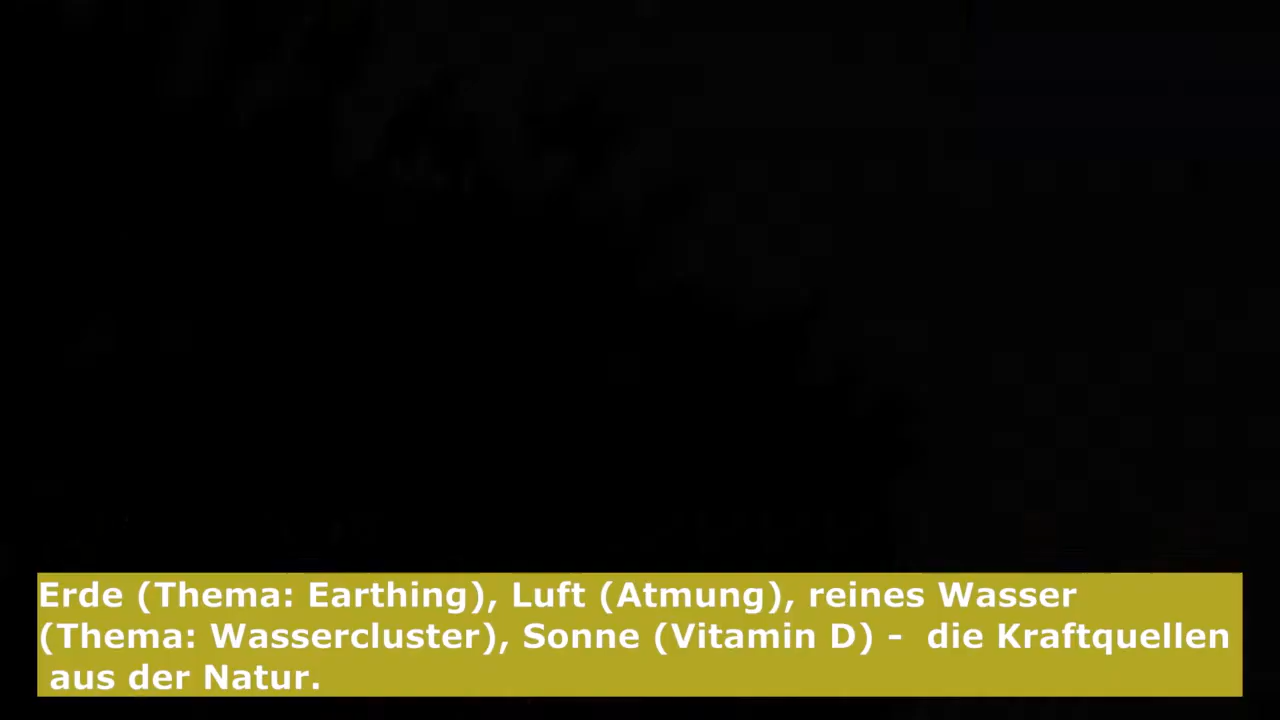 Erde (Thema: Earthing), Luft (Atmung), reines Wasser
(Thema: Wassercluster), Sonne (Vitamin D) -  die Kraftquellen
aus der Natur.